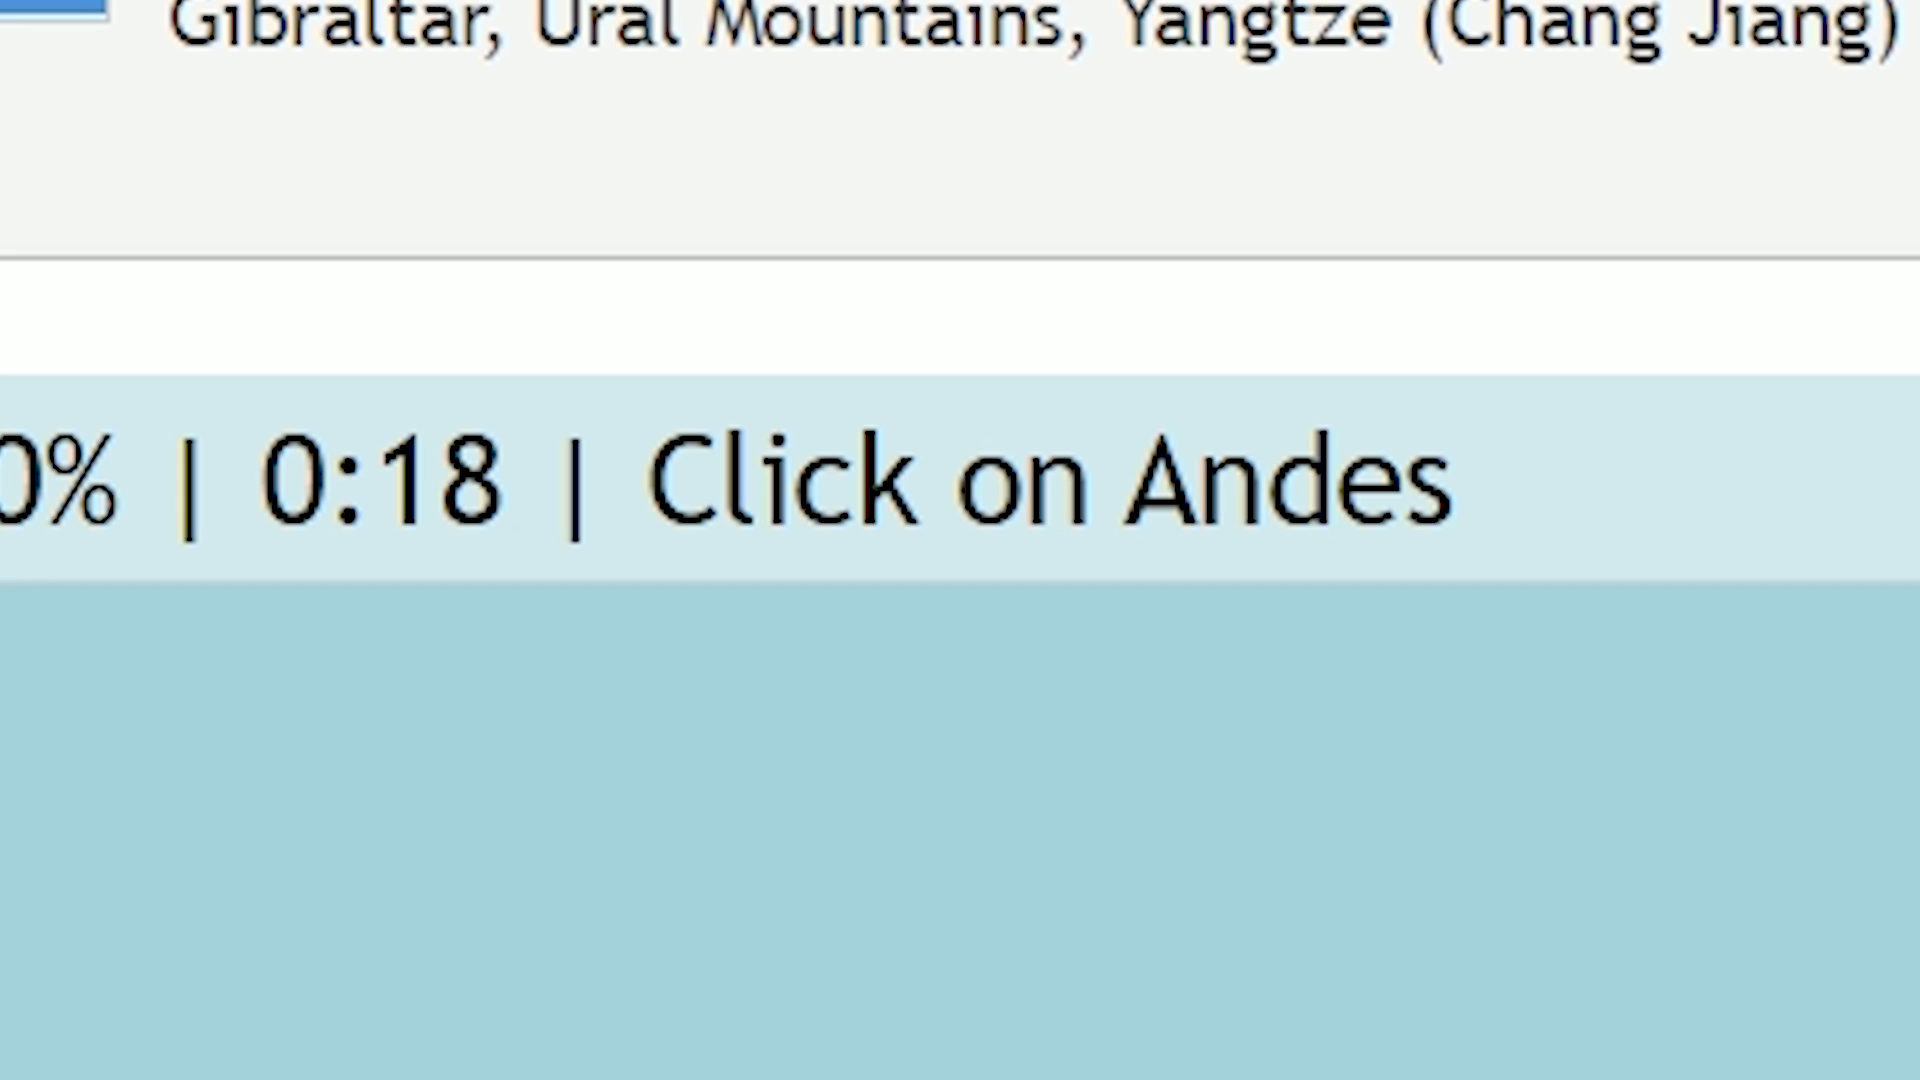 Gibraltar, Ural Mountains, Yangtze (Chang Jiang)
0% | 0:18 | Click on Andes